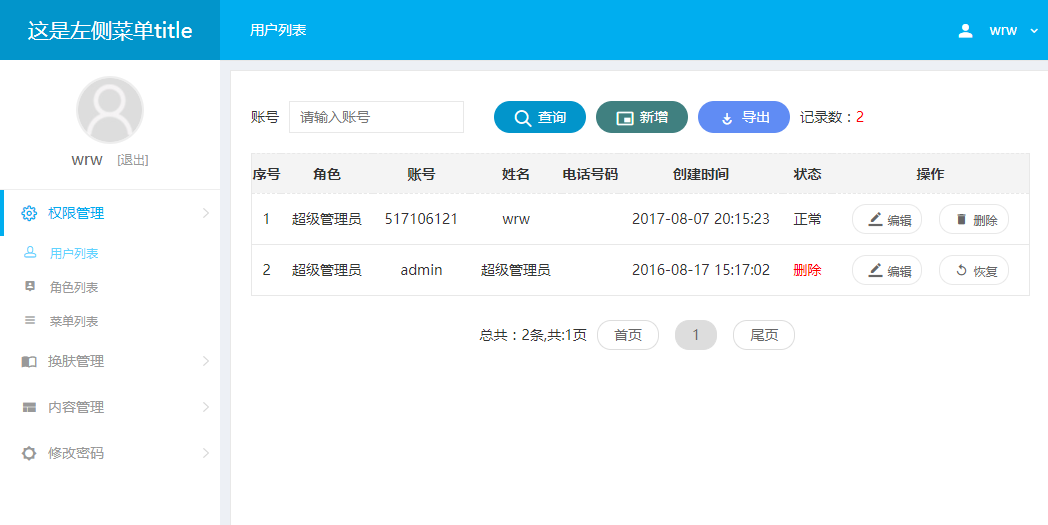 这是左侧菜单title
用户列表
wrw
wrw [退出]
权限管理
用户列表
角色列表
菜单列表
换肤管理
内容管理
修改密码
账号 请输入账号 查询 新增 导出 记录数：2
序号 角色 账号 姓名 电话号码 创建时间 状态 操作
1 超级管理员 517106121 wrw 2017-08-07 20:15:23 正常 编辑 删除
2 超级管理员 admin 超级管理员 2016-08-17 15:17:02 删除 编辑 恢复
总共：2条,共:1页 首页 1 尾页